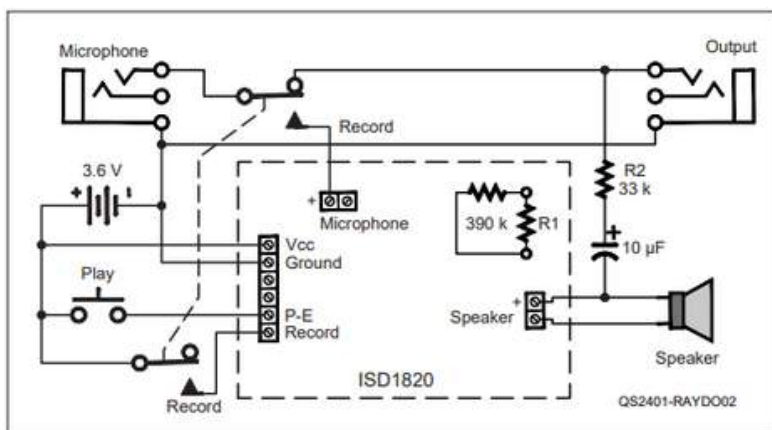 Microphone
Output
Record
3.6 V
+
-
+
Microphone
390 k
R1
R2
33 k
+
10 µF
Vcc
Ground
Play
P-E
Record
Speaker
+
Speaker
ISD1820
Record
QS2401-RAYDO02